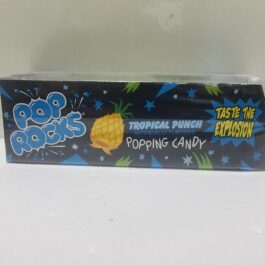 POP
ROCKS
TROPICAL PUNCH
POPPING CANDY
TASTE THE
EXPLOSION